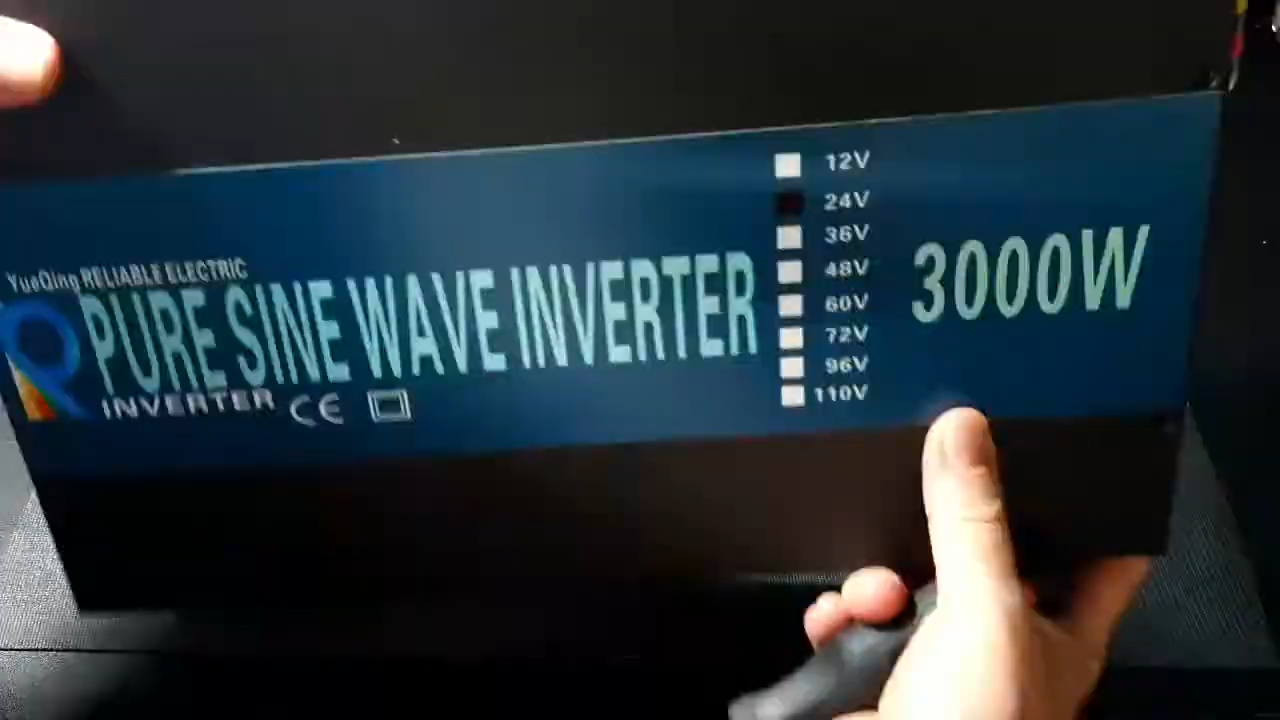 YueQing RELIABLE ELECTRIC
PURE SINE WAVE INVERTER
INVERTER CE
12V
24V
36V
48V
60V
72V
96V
110V
3000W